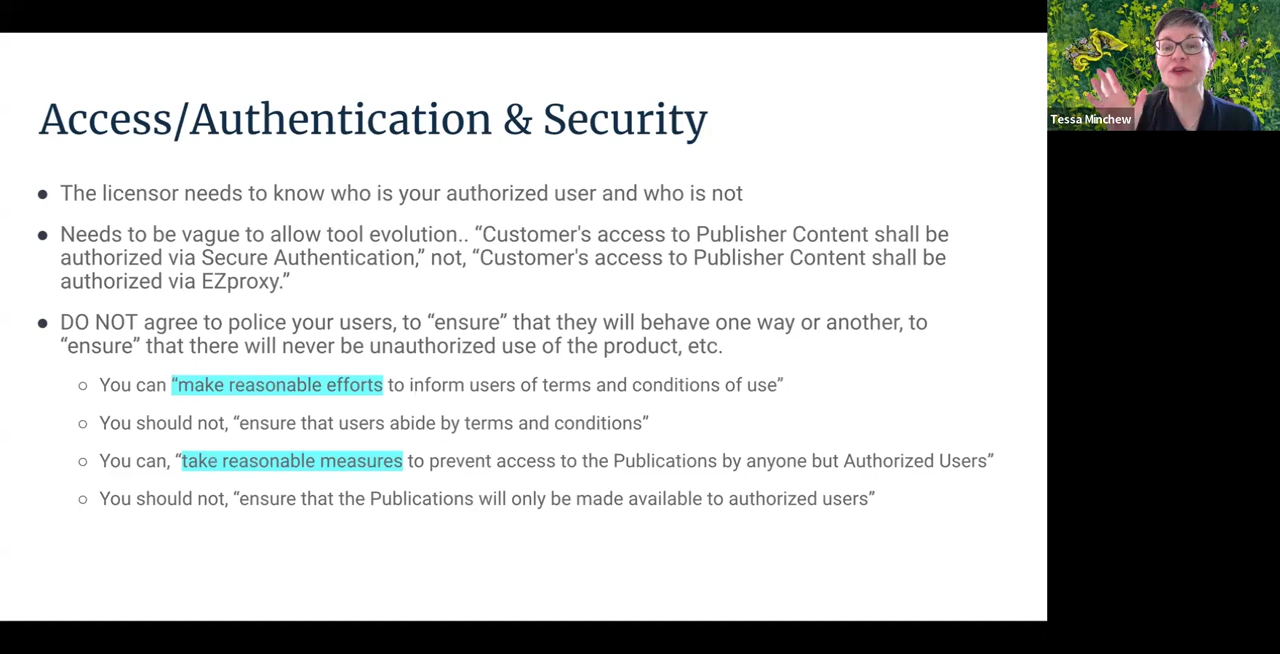 Access/Authentication & Security
● The licensor needs to know who is your authorized user and who is not
● Needs to be vague to allow tool evolution.. “Customer's access to Publisher Content shall be
authorized via Secure Authentication,” not, “Customer's access to Publisher Content shall be
authorized via EZproxy.”
● DO NOT agree to police your users, to “ensure” that they will behave one way or another, to
“ensure” that there will never be unauthorized use of the product, etc.
○ You can “make reasonable efforts to inform users of terms and conditions of use”
○ You should not, “ensure that users abide by terms and conditions”
○ You can, “take reasonable measures to prevent access to the Publications by anyone but Authorized Users”
○ You should not, “ensure that the Publications will only be made available to authorized users”
Tessa Minchew